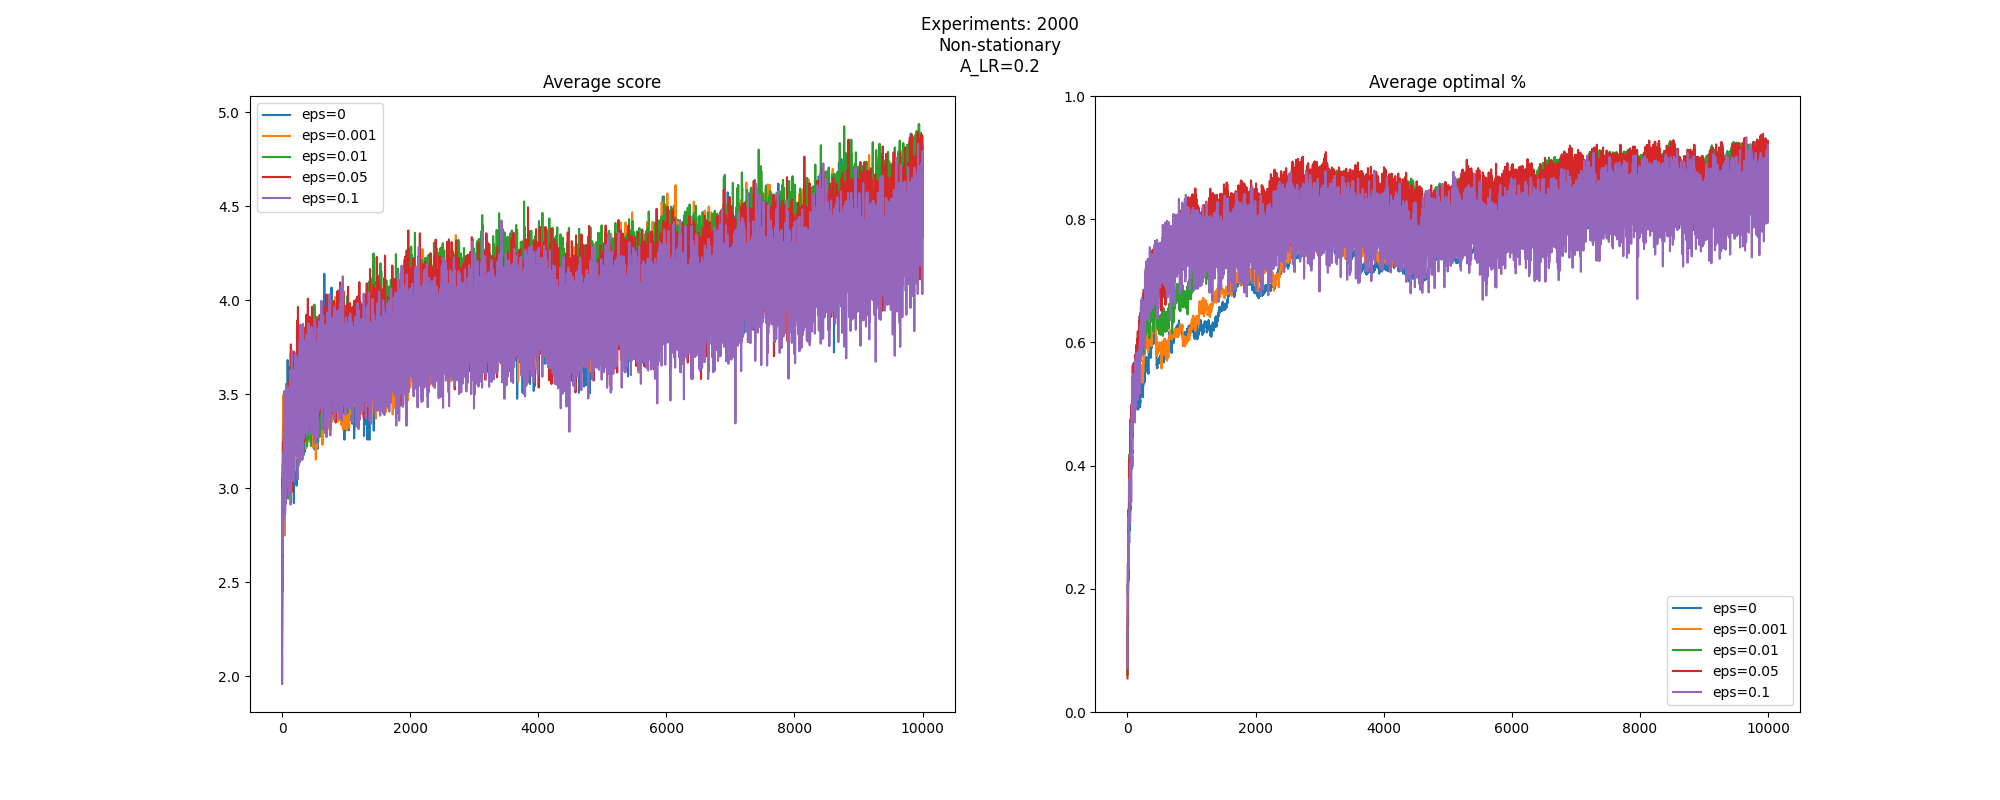 Experiments: 2000
Non-stationary
A_LR=0.2
Average score
5.0
4.5
4.0
3.5
3.0
2.5
2.0
eps=0
eps=0.001
eps=0.01
eps=0.05
eps=0.1
0
2000
4000
6000
8000
10000
Average optimal %
1.0
0.8
0.6
0.4
0.2
0.0
eps=0
eps=0.001
eps=0.01
eps=0.05
eps=0.1
0
2000
4000
6000
8000
10000